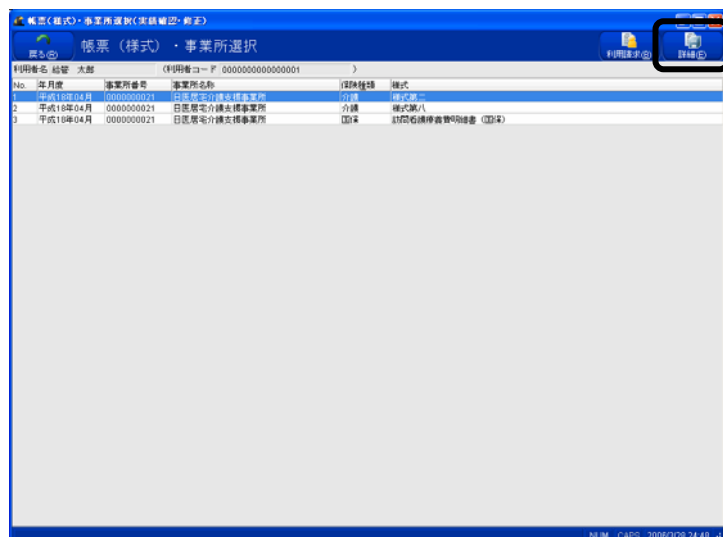 帳票(様式)・事業所選択(実績確認・修正)
戻る(B) 帳票（様式）・事業所選択 利用請求(R) 詳細(E)
利用者名 給管 太郎 (利用者コード 0000000000000001 )
No. 年月度 事業所番号 事業所名称 保険種類 様式
1 平成18年04月 0000000021 日医居宅介護支援事業所 介護 様式第二
2 平成18年04月 0000000021 日医居宅介護支援事業所 介護 様式第八
3 平成18年04月 0000000021 日医居宅介護支援事業所 国保 訪問看護療養費明細書（国保）
NUM CAPS 2006/3/28 24:48